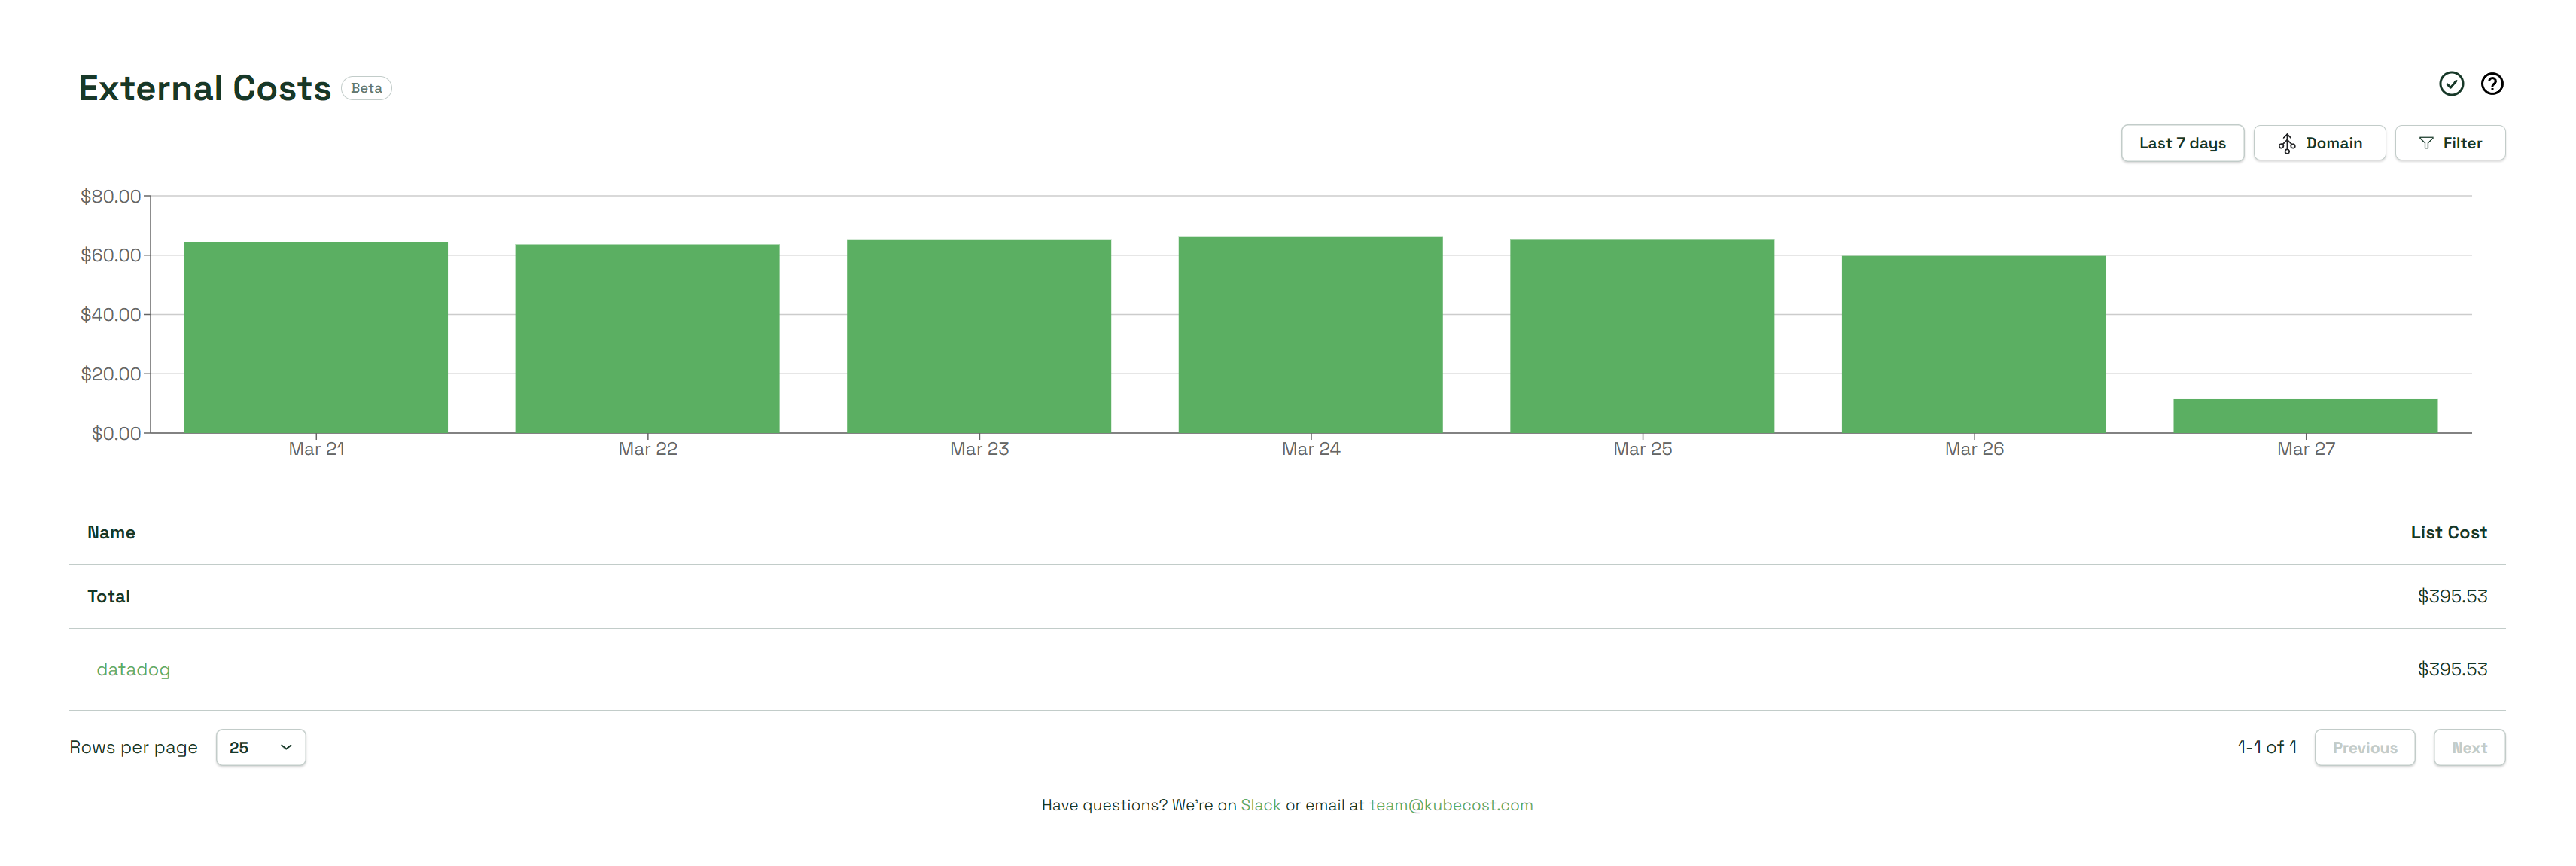 External Costs Beta
Last 7 days Domain Filter
$80.00
$60.00
$40.00
$20.00
$0.00
Mar 21 Mar 22 Mar 23 Mar 24 Mar 25 Mar 26 Mar 27
Name List Cost
Total $395.53
datadog $395.53
Rows per page 25 1-1 of 1 Previous Next
Have questions? We're on Slack or email at team@kubecost.com